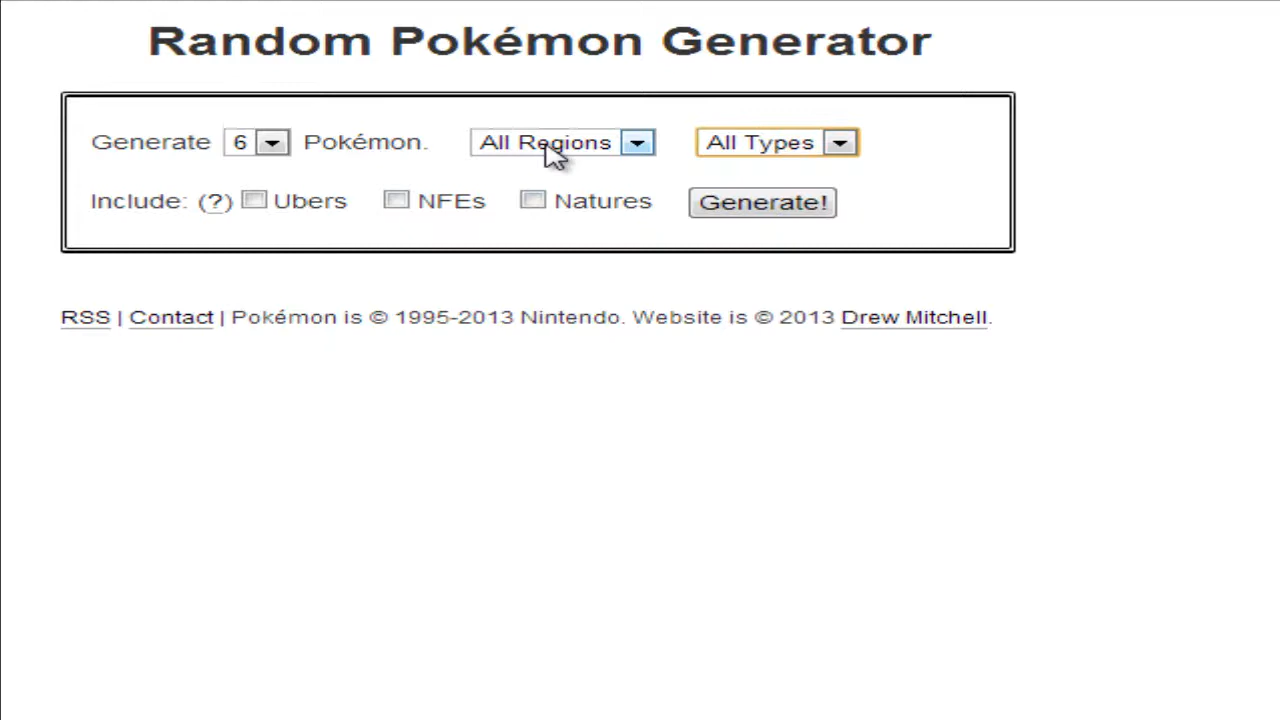 Random Pokémon Generator
Generate 6 Pokémon. All Regions All Types
Include: (?) Ubers NFEs Natures Generate!
RSS | Contact | Pokémon is © 1995-2013 Nintendo. Website is © 2013 Drew Mitchell.